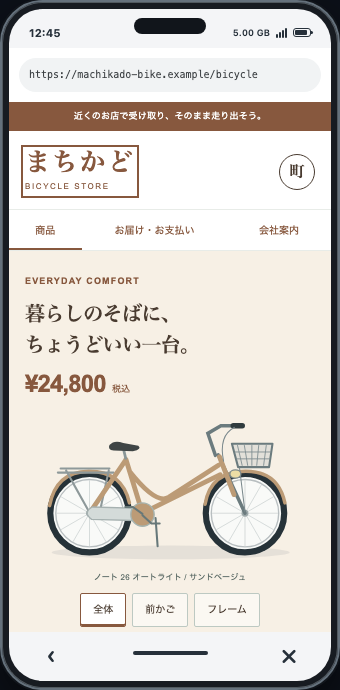 12:45
5.00 GB
https://machikado-bike.example/bicycle
近くのお店で受け取り、そのまま走り出そう。
まちかど
BICYCLE STORE
町
商品
お届け・お支払い
会社案内
EVERYDAY COMFORT
暮らしのそばに、
ちょうどいい一台。
¥24,800 税込
ノート 26 オートライト / サンドベージュ
全体
前かご
フレーム